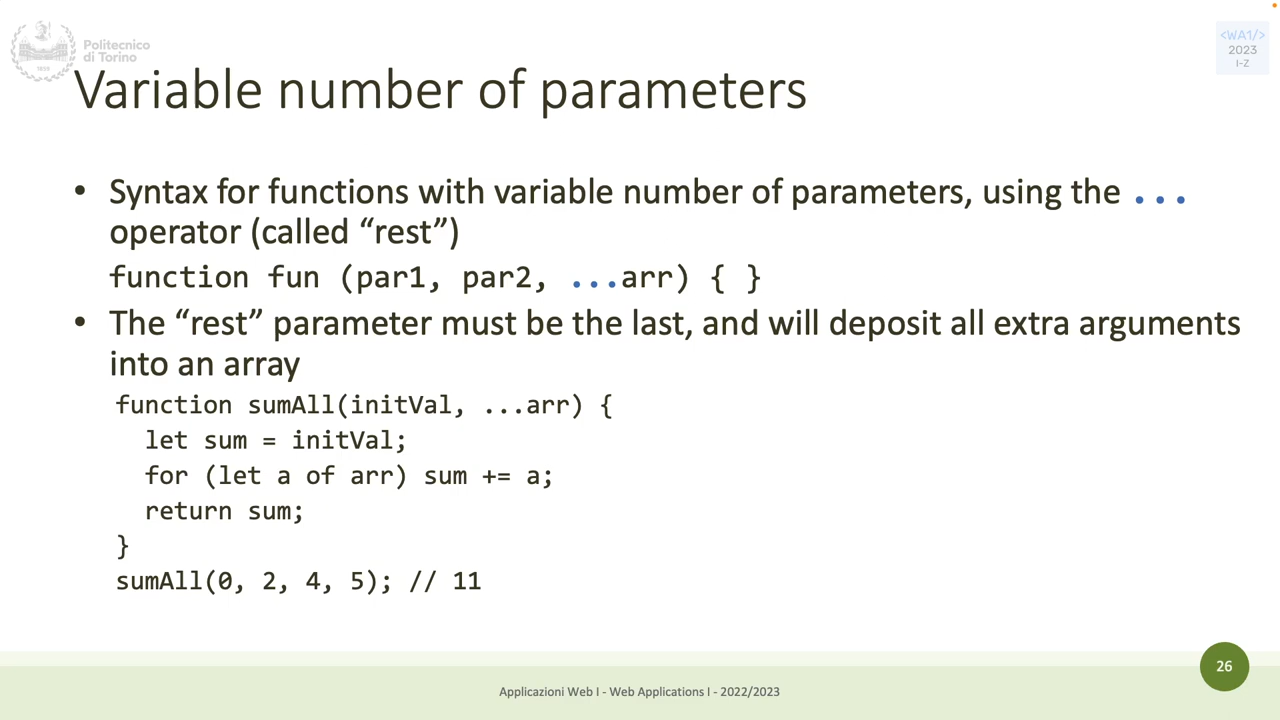 Politecnico
di Torino
1859
<WA1/>
2023
I-Z
Variable number of parameters
• Syntax for functions with variable number of parameters, using the ...
operator (called “rest”)
function fun (par1, par2, ...arr) { }
• The “rest” parameter must be the last, and will deposit all extra arguments
into an array
function sumAll(initVal, ...arr) {
let sum = initVal;
for (let a of arr) sum += a;
return sum;
}
sumAll(0, 2, 4, 5); // 11
26
Applicazioni Web I - Web Applications I - 2022/2023